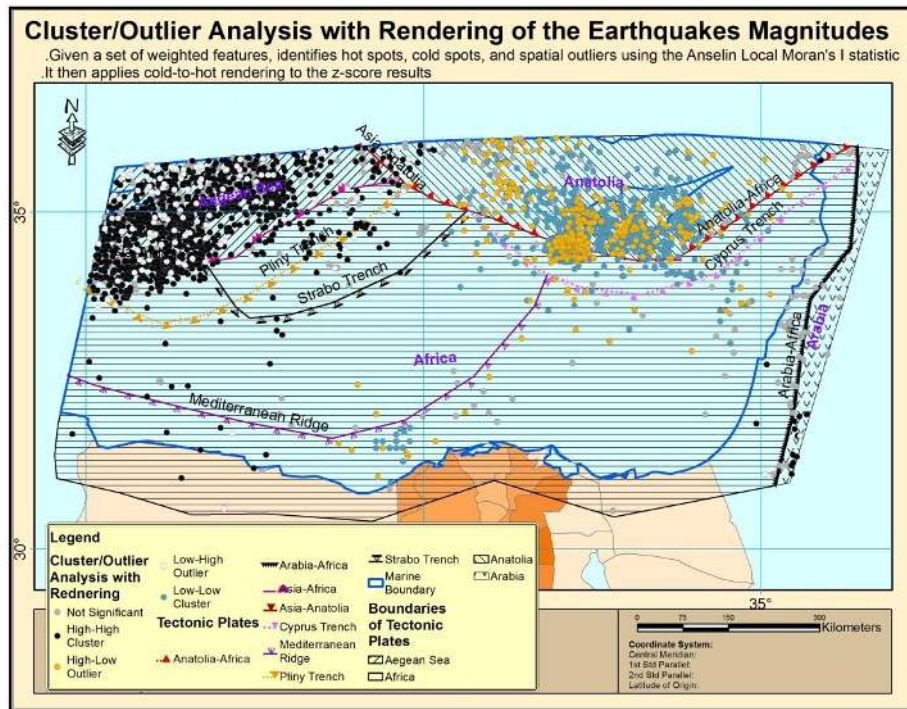 Cluster/Outlier Analysis with Rendering of the Earthquakes Magnitudes
.Given a set of weighted features, identifies hot spots, cold spots, and spatial outliers using the Anselin Local Moran's I statistic
.It then applies cold-to-hot rendering to the z-score results
N
Asia-Anatolia
Aegean Sea
Anatolia
35°
Anatolia-Africa
Cyprus Trench
Pliny Trench
Strabo Trench
Africa
Arabia-Africa
Arabia
Mediterranean Ridge
30°
35°
Legend
Cluster/Outlier
Analysis with
Rednering
Not Significant
High-High
Cluster
High-Low
Outlier
Low-High
Outlier
Low-Low
Cluster
Tectonic Plates
Anatolia-Africa
Arabia-Africa
Asia-Africa
Asia-Anatolia
Cyprus Trench
Mediterranean
Ridge
Pliny Trench
Strabo Trench
Marine
Boundary
Boundaries
of Tectonic
Plates
Aegean Sea
Africa
Anatolia
Arabia
0 75 150 300
Kilometers
Coordinate System:
Central Meridian:
1st Std Parallel:
2nd Std Parallel:
Latitude of Origin: